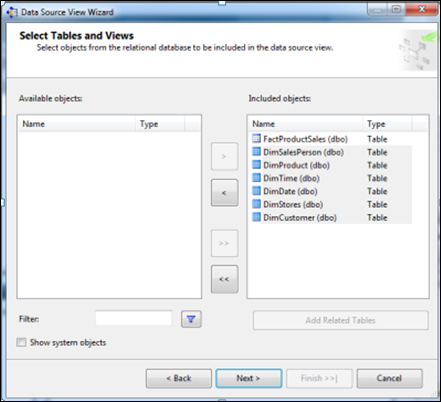 Data Source View Wizard
Select Tables and Views
Select objects from the relational database to be included in the data source view.
Available objects: Included objects:
Name Type Name Type
FactProductSales (dbo) Table
DimSalesPerson (dbo) Table
DimProduct (dbo) Table
DimTime (dbo) Table
DimDate (dbo) Table
DimStores (dbo) Table
DimCustomer (dbo) Table
>
<
>>
<<
Filter: Add Related Tables
Show system objects
< Back Next > Finish >>| Cancel